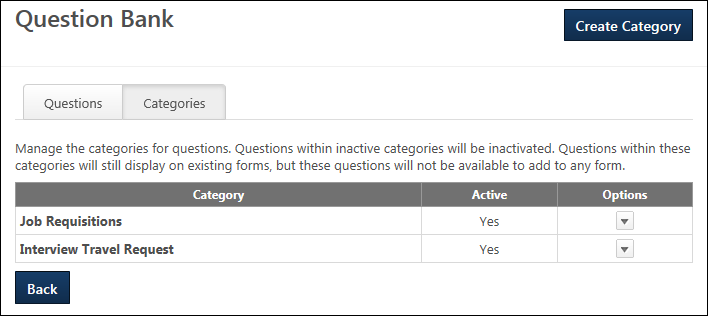 Question Bank
Create Category
Questions Categories
Manage the categories for questions. Questions within inactive categories will be inactivated. Questions within these
categories will still display on existing forms, but these questions will not be available to add to any form.
Category Active Options
Job Requisitions Yes
Interview Travel Request Yes
Back